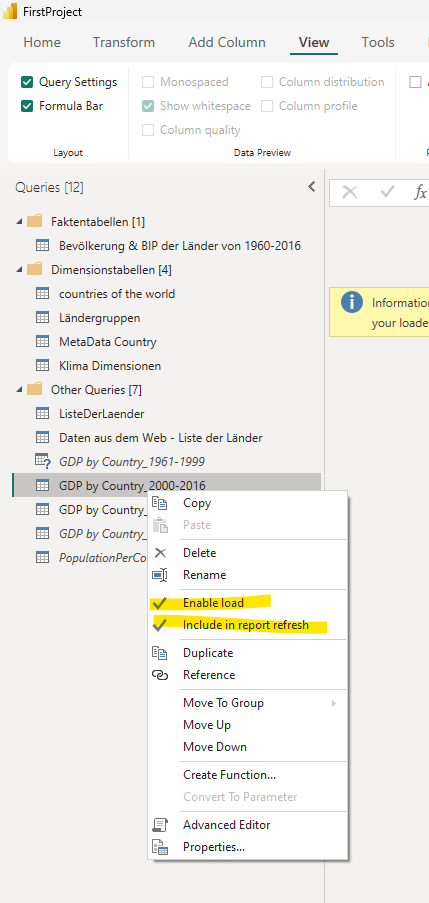 FirstProject
Home Transform Add Column View Tools
Query Settings
Formula Bar
Monospaced
Show whitespace
Column quality
Column distribution
Column profile
Layout
Data Preview
Queries [12]
fx
Faktentabellen [1]
Bevölkerung & BIP der Länder von 1960-2016
Dimensionstabellen [4]
countries of the world
Ländergruppen
MetaData Country
Klima Dimensionen
Other Queries [7]
ListeDerLaender
Daten aus dem Web - Liste der Länder
GDP by Country_1961-1999
GDP by Country_2000-2016
GDP by Country_
GDP by Country_
PopulationPerCo
Information
your loade
Copy
Paste
Delete
Rename
Enable load
Include in report refresh
Duplicate
Reference
Move To Group
Move Up
Move Down
Create Function...
Convert To Parameter
Advanced Editor
Properties...